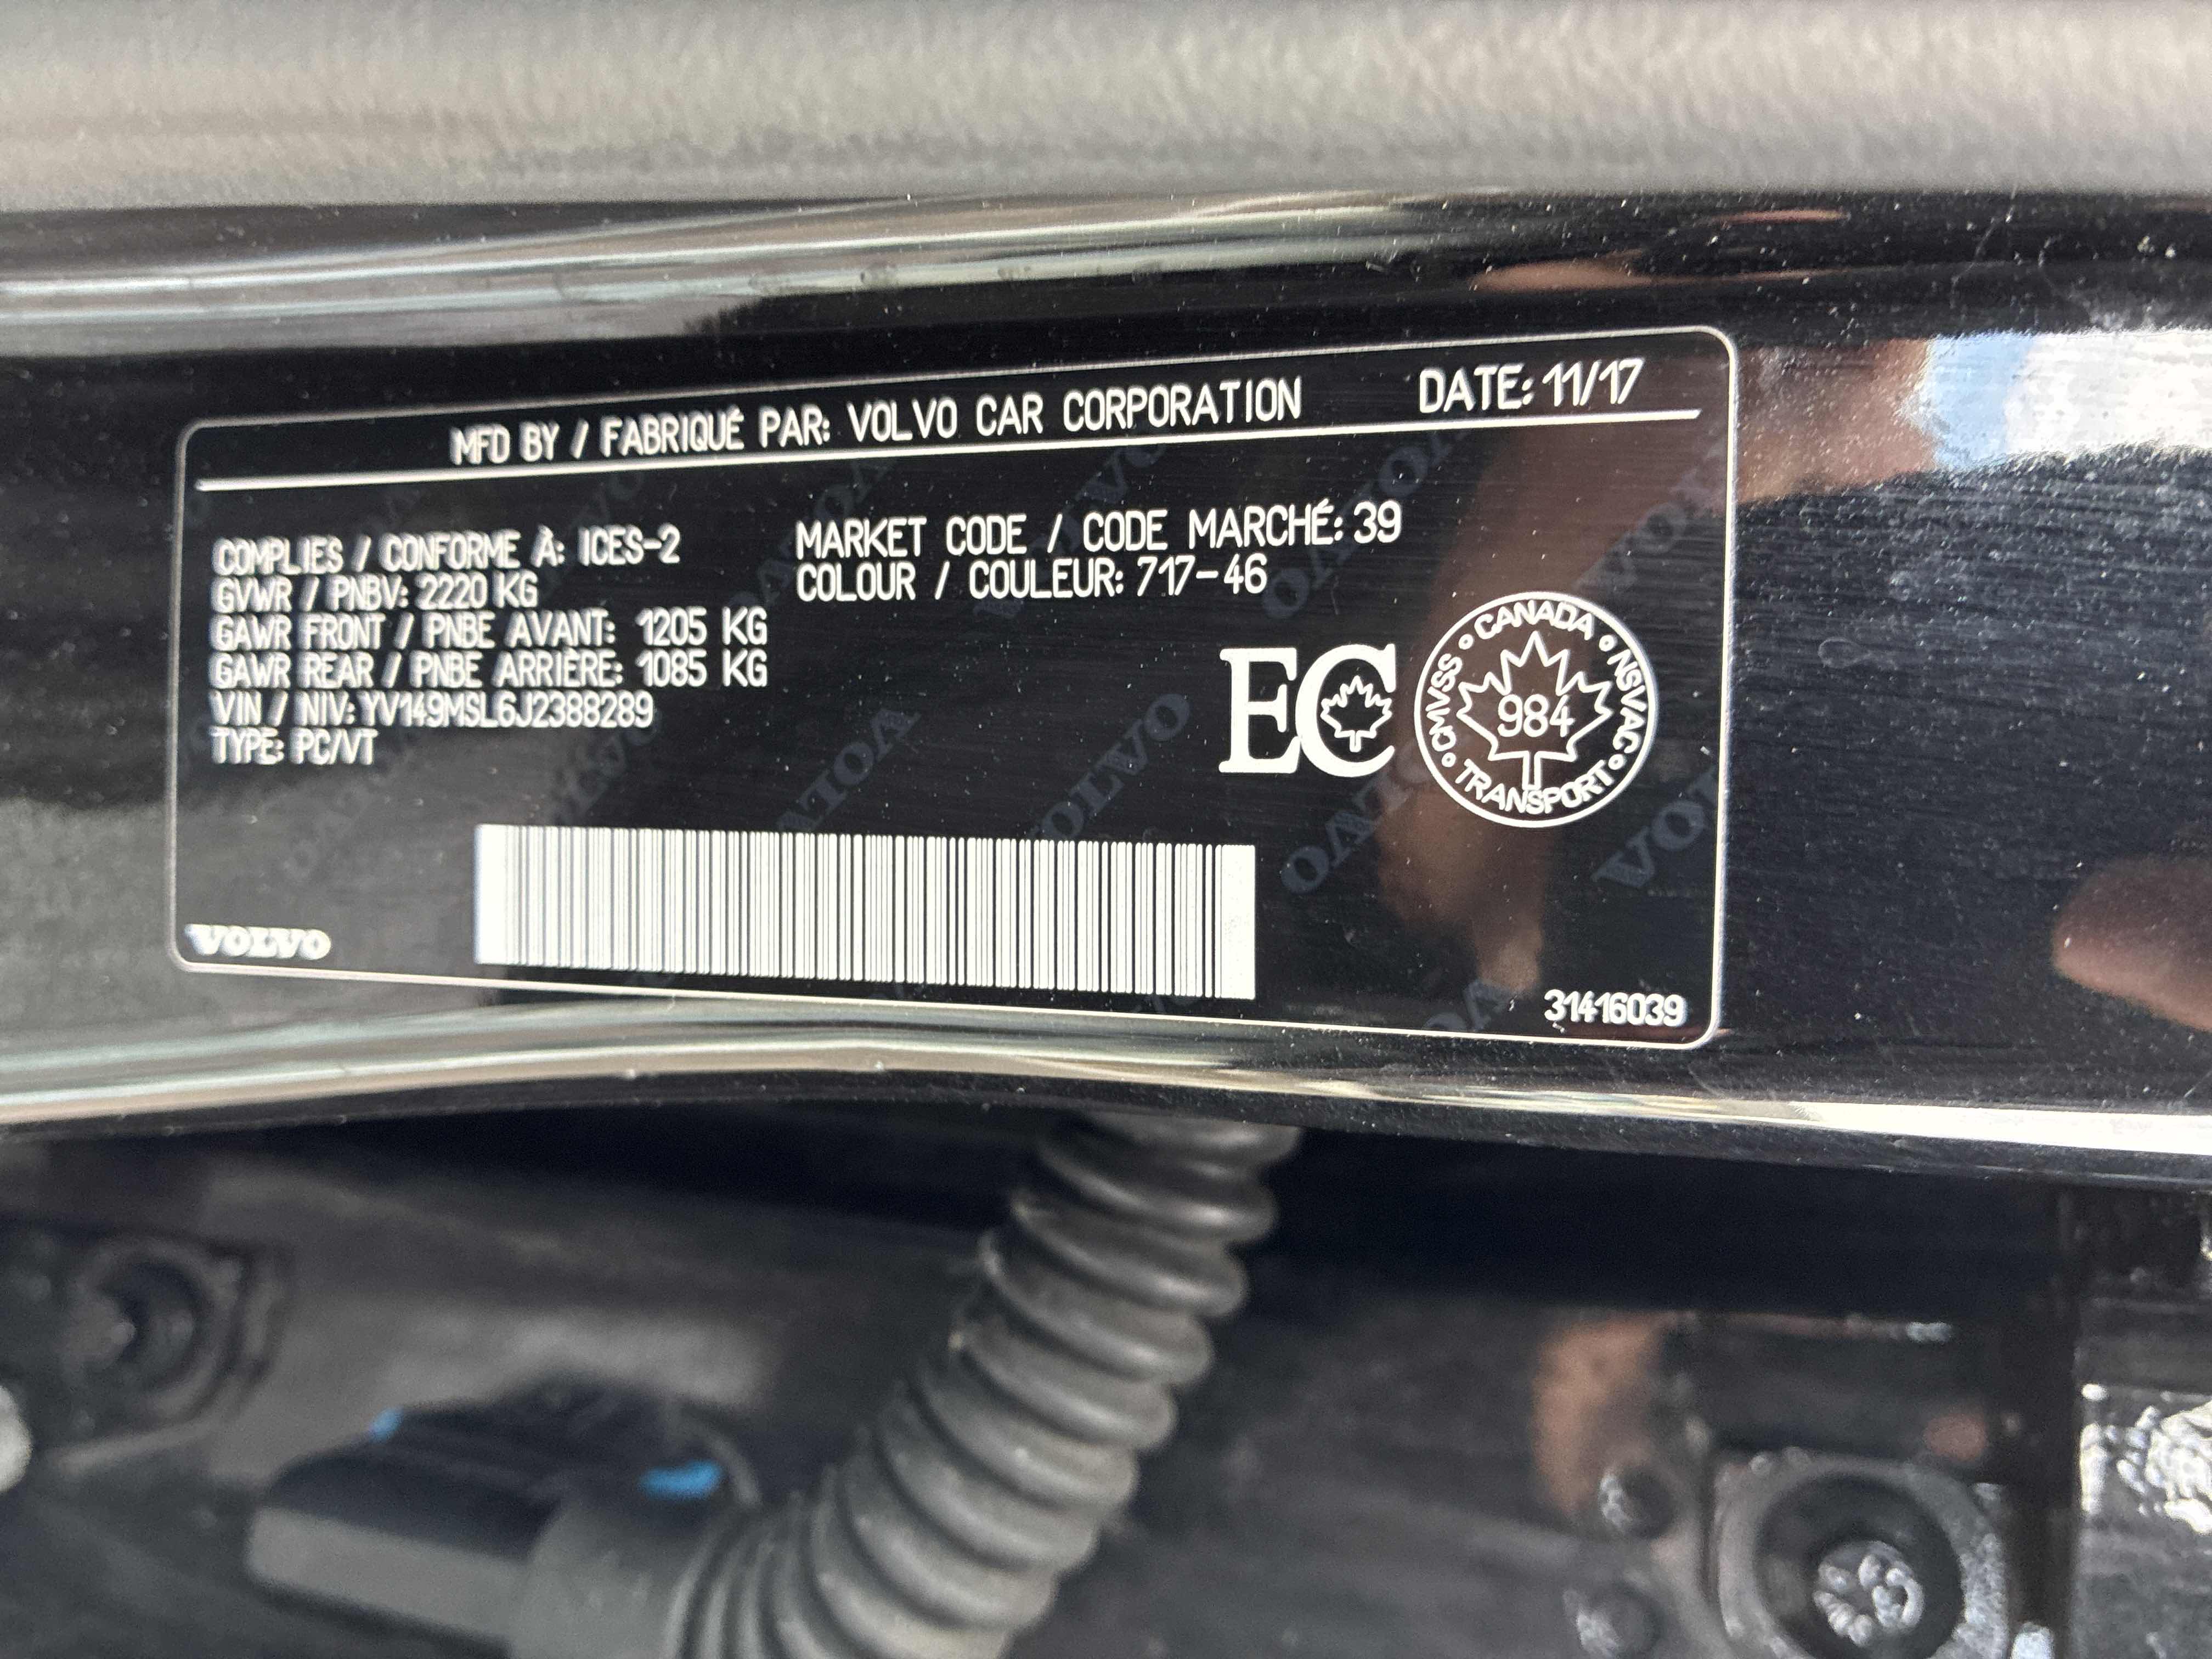 MFD BY / FABRIQUÉ PAR: VOLVO CAR CORPORATION DATE: 11/17
COMPLIES / CONFORME À: ICES-2
GVWR / PNBV: 2220 KG
GAWR FRONT / PNBE AVANT: 1205 KG
GAWR REAR / PNBE ARRIÈRE: 1085 KG
VIN / NIV: YV149MSL6J2388289
TYPE: PC/VT
MARKET CODE / CODE MARCHÉ: 39
COLOUR / COULEUR: 717-46
EC
CANADA
NSVAC
TRANSPORT
CMVSS
984
VOLVO
31416039